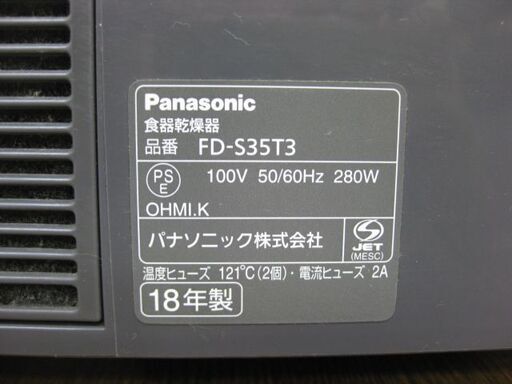 Panasonic
食器乾燥器
品番 FD-S35T3
PS E 100V 50/60Hz 280W
OHMI.K
パナソニック株式会社 S JET (MESC)
温度ヒューズ 121℃(2個)・電流ヒューズ 2A
18年製